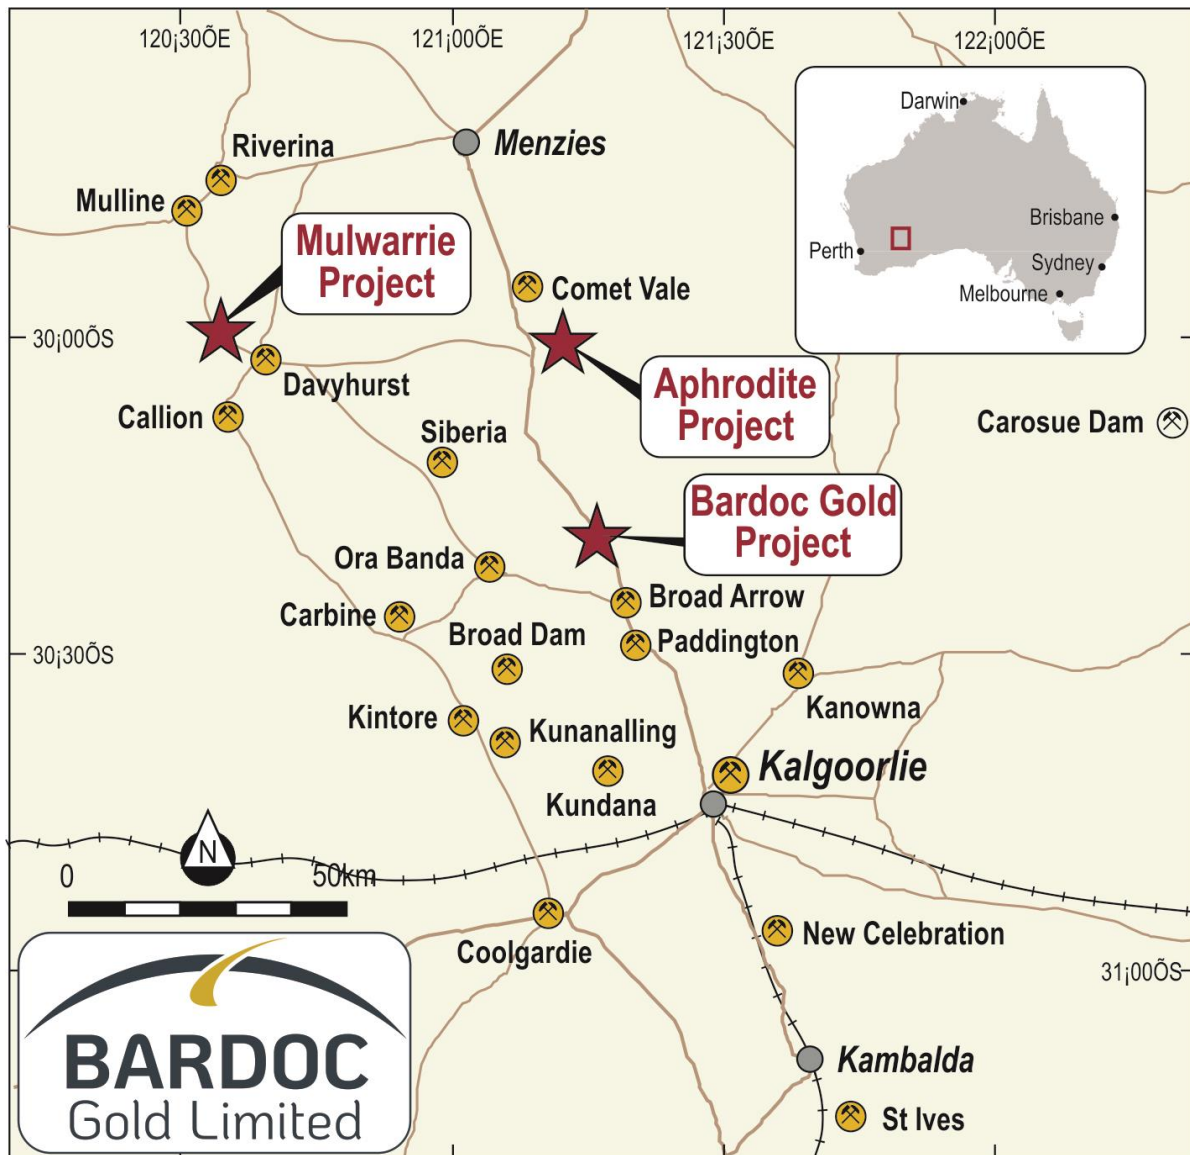 120¡30ÕE
121¡00ÕE
121¡30ÕE
122¡00ÕE
Darwin
Brisbane
Perth
Sydney
Melbourne
Riverina
Menzies
Mulline
Mulwarrie
Project
Comet Vale
30¡00ÕS
Davyhurst
Aphrodite
Project
Callion
Siberia
Carosue Dam
Bardoc Gold
Project
Ora Banda
Broad Arrow
Carbine
Broad Dam
Paddington
30¡30ÕS
Kanowna
Kintore
Kunanalling
Kalgoorlie
Kundana
N
0
50km
Coolgardie
New Celebration
31¡00ÕS
BARDOC
Gold Limited
Kambalda
St Ives